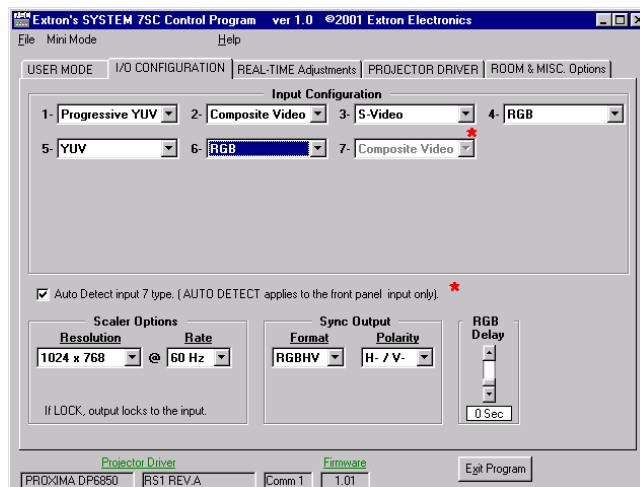 Extron's SYSTEM 7SC Control Program ver 1.0 ©2001 Extron Electronics
File Mini Mode Help
USER MODE I/O CONFIGURATION REAL-TIME Adjustments PROJECTOR DRIVER ROOM & MISC. Options
Input Configuration
1- Progressive YUV 2- Composite Video 3- S-Video 4- RGB
*
5- YUV 6- RGB 7- Composite Video
Auto Detect input 7 type. ( AUTO DETECT applies to the front panel input only). *
Scaler Options Sync Output RGB
Resolution Rate Format Polarity Delay
1024 x 768 @ 60 Hz RGBHV H- / V-
If LOCK, output locks to the input. 0 Sec
Projector Driver Firmware
PROXIMA DP6850 RS1 REV.A Comm 1 1.01 Exit Program